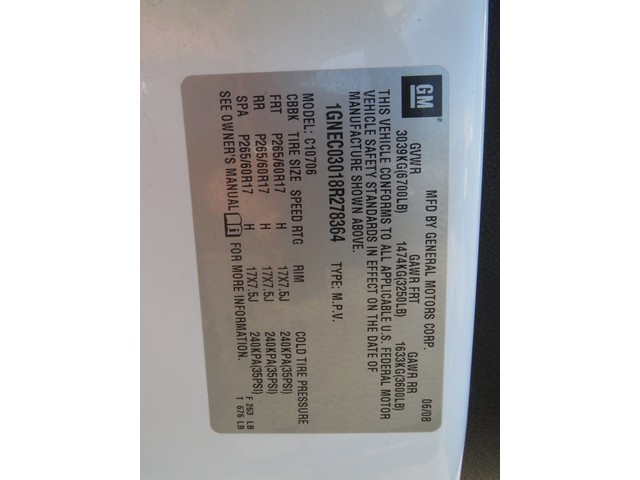 GM
MFD BY GENERAL MOTORS CORP. 06/08
GVWR GAWR FRT GAWR RR
3039KG(6700LB) 1474KG(3250LB) 1633KG(3600LB)
THIS VEHICLE CONFORMS TO ALL APPLICABLE U.S. FEDERAL MOTOR
VEHICLE SAFETY STANDARDS IN EFFECT ON THE DATE OF
MANUFACTURE SHOWN ABOVE.
1GNEC03018R278364 TYPE: M.P.V.
MODEL: C10706
CBBK TIRE SIZE SPEED RTG RIM COLD TIRE PRESSURE
FRT P265/60R17 H 17X7.5J 240KPA(35PSI)
RR P265/60R17 H 17X7.5J 240KPA(35PSI)
SPA P265/60R17 H 17X7.5J 240KPA(35PSI)
SEE OWNER'S MANUAL i FOR MORE INFORMATION.
F 263 LB
T 676 LB